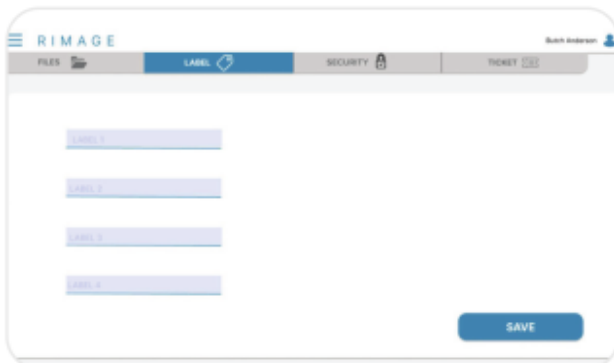 RIMAGE
Butch Anderson
FILES LABEL SECURITY TICKET
LABEL 1
LABEL 2
LABEL 3
LABEL 4
SAVE